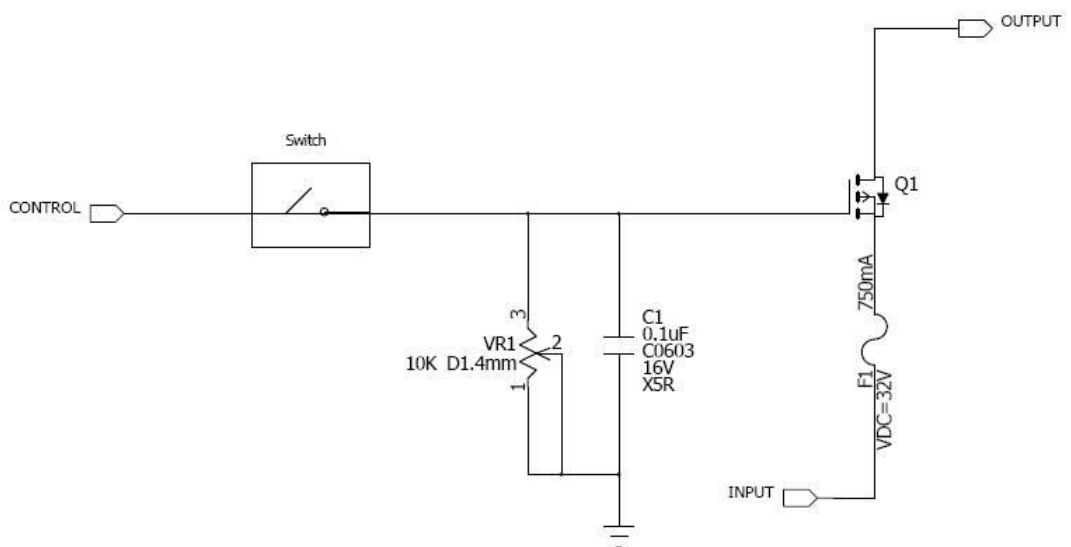 OUTPUT
Switch
Q1
CONTROL
750mA
3
C1
VR1 2
0.1uF
10K D1.4mm
C0603
16V
1
X5R
F1
VDC=32V
INPUT